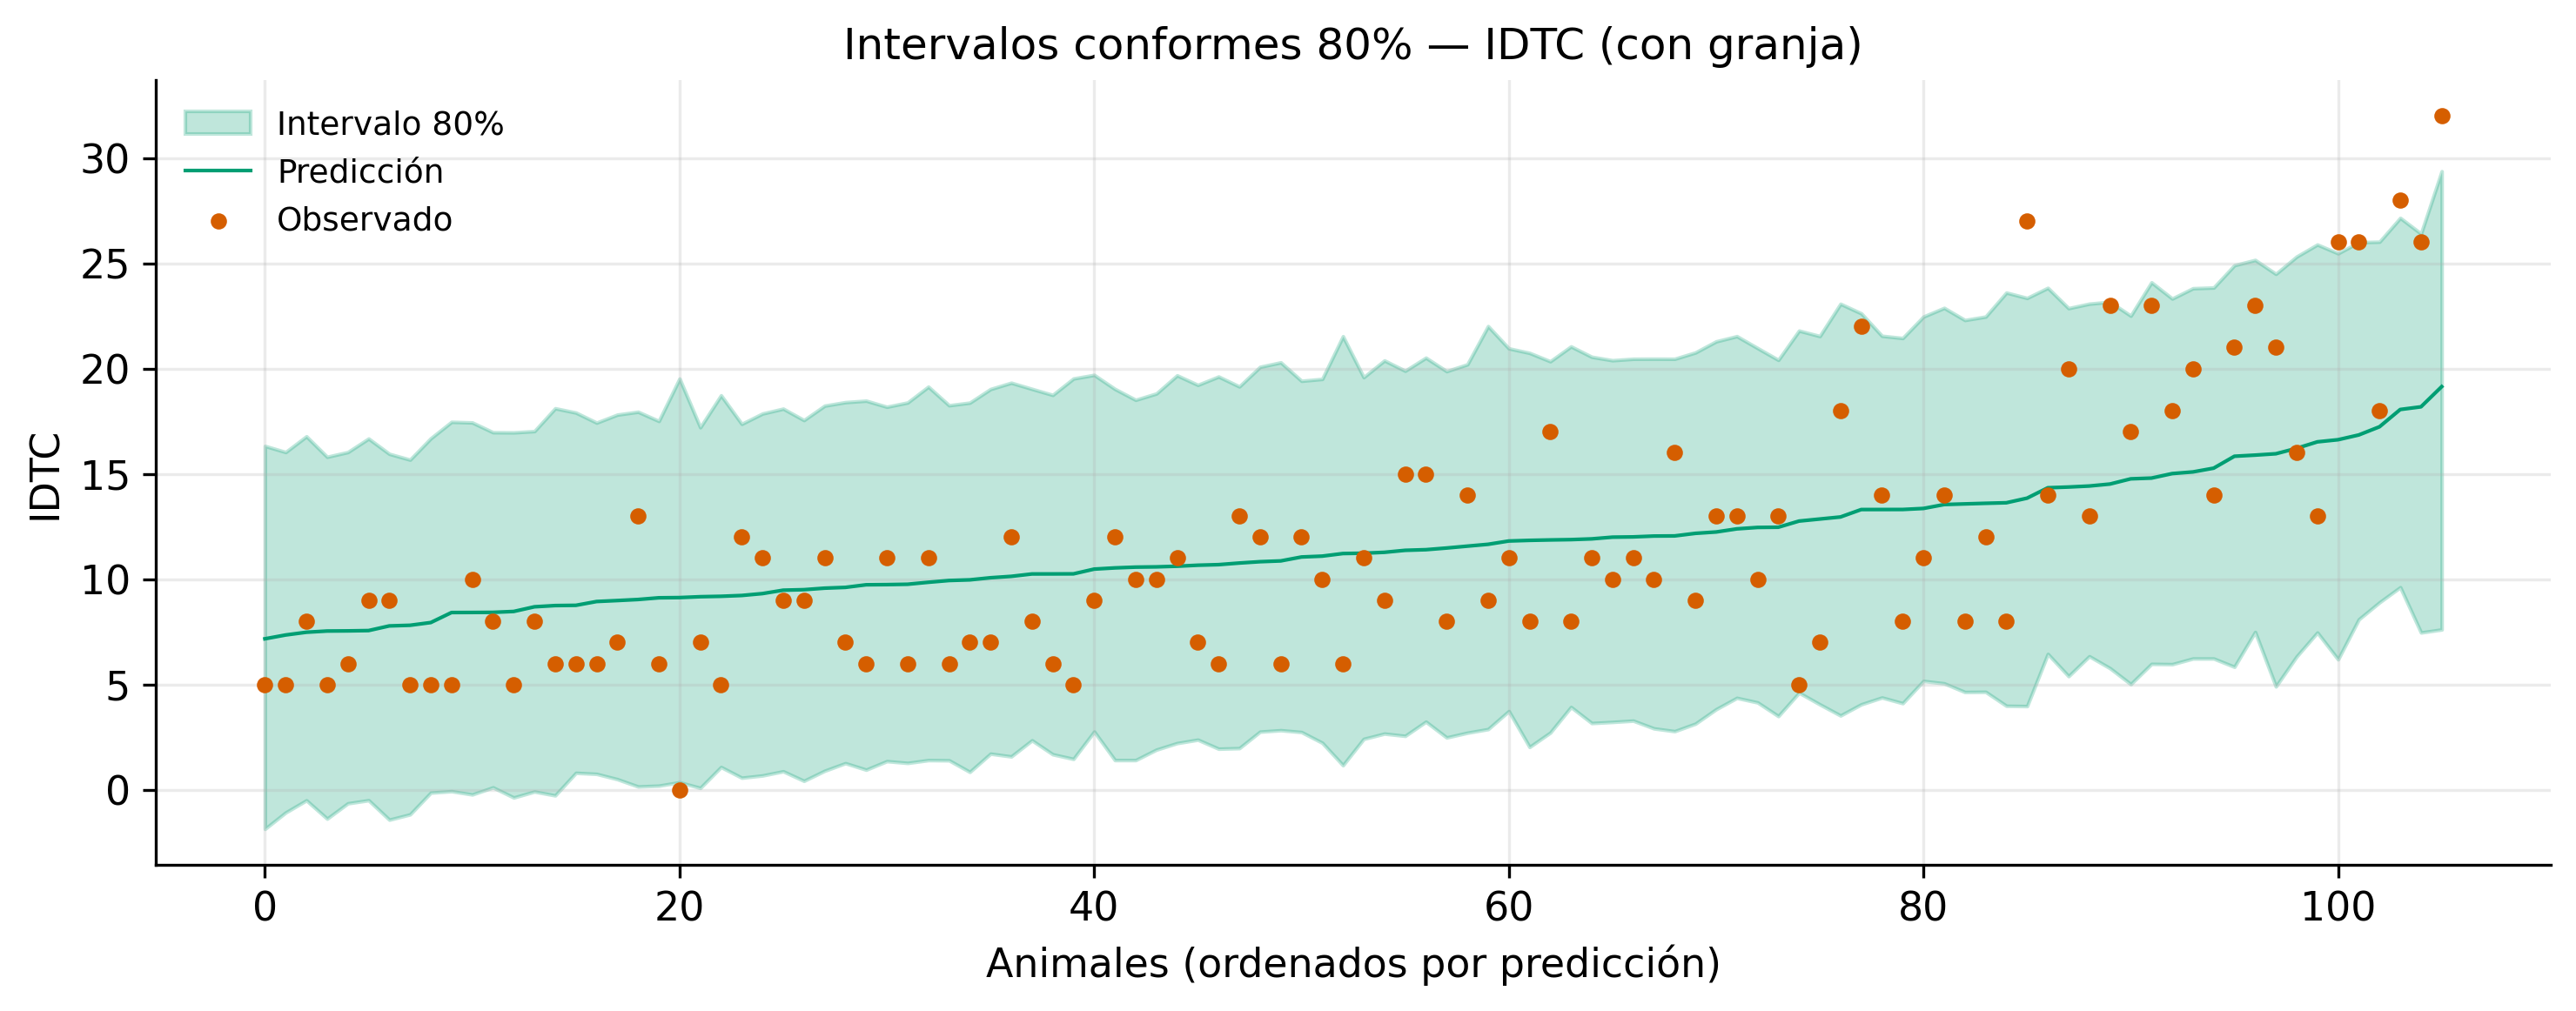 Intervalos conformes 80% — IDTC (con granja)
Intervalo 80%
Predicción
Observado
IDTC
30
25
20
15
10
5
0
0 20 40 60 80 100
Animales (ordenados por predicción)